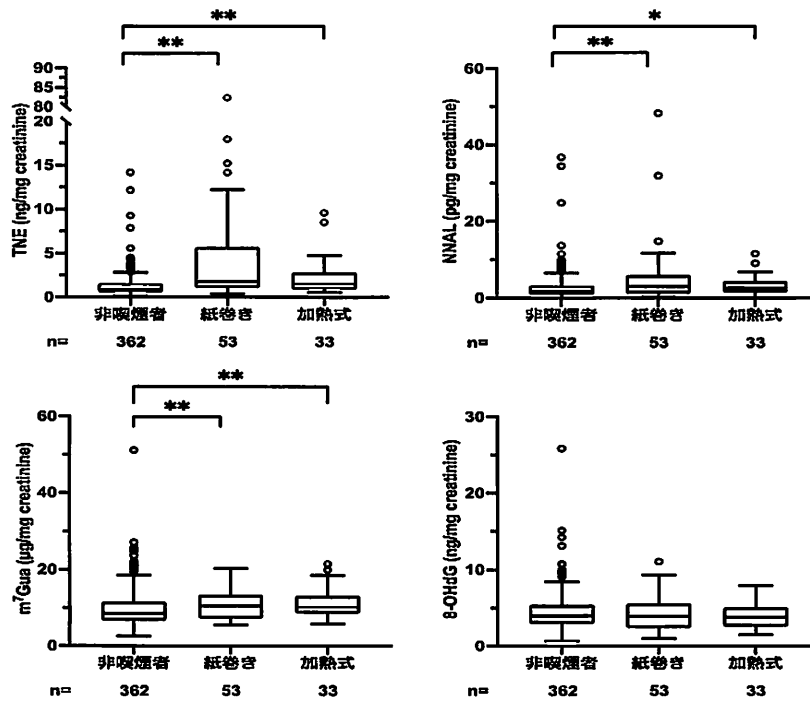 ** 
**
TNE (ng/mg creatinine)
90
85
80
20
15
10
5
0
非喫煙者 紙巻き 加熱式
n= 362 53 33
*
**
NNAL (pg/mg creatinine)
60
40
20
0
非喫煙者 紙巻き 加熱式
n= 362 53 33
**
**
m⁷Gua (µg/mg creatinine)
60
40
20
0
非喫煙者 紙巻き 加熱式
n= 362 53 33
8-OHdG (ng/mg creatinine)
30
20
10
5
0
非喫煙者 紙巻き 加熱式
n= 362 53 33